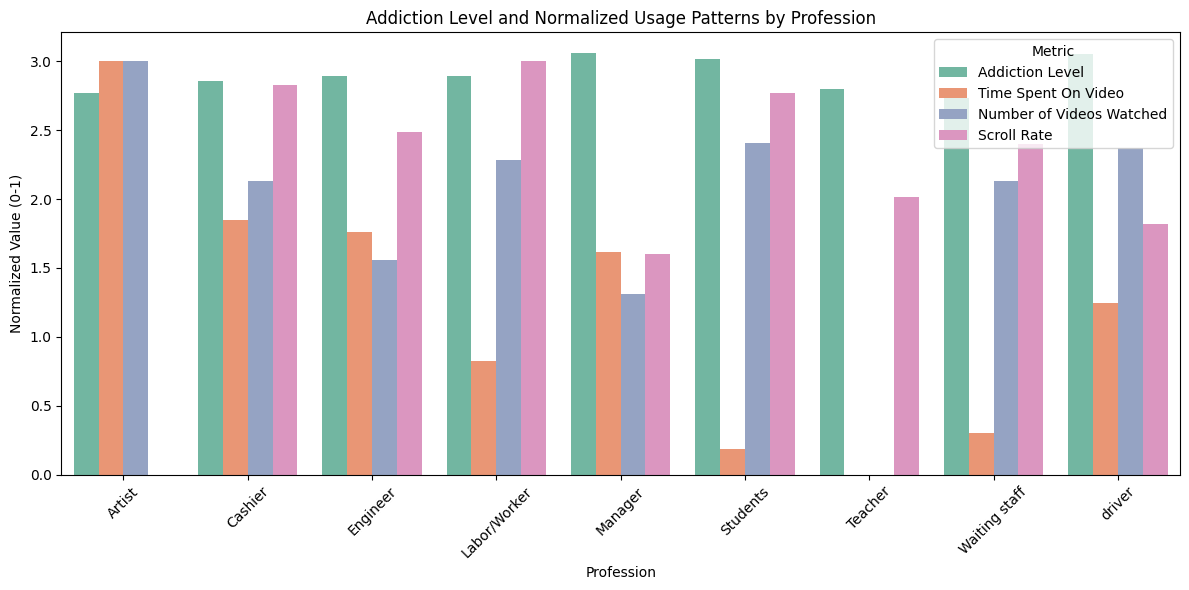 Addiction Level and Normalized Usage Patterns by Profession
Metric
Addiction Level
Time Spent On Video
Number of Videos Watched
Scroll Rate
Normalized Value (0-1)
3.0
2.5
2.0
1.5
1.0
0.5
0.0
Artist
Cashier
Engineer
Labor/Worker
Manager
Students
Teacher
Waiting staff
driver
Profession